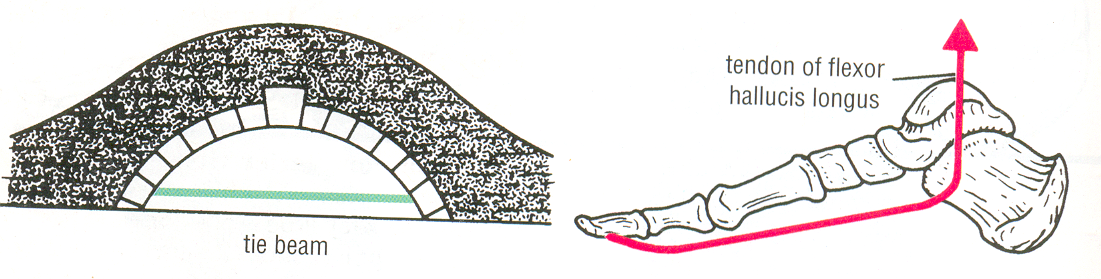 tie beam
tendon of flexor
hallucis longus